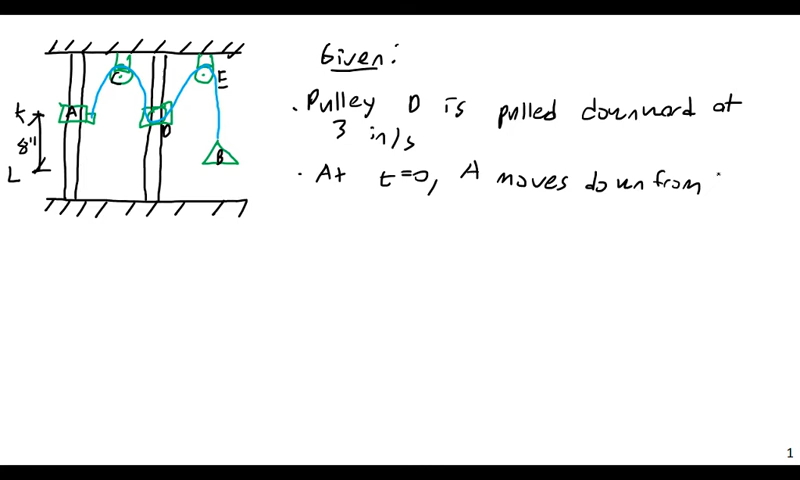 Given:
. Pulley D is pulled downward at
3 in/s
. At t=0, A moves down from
C
E
A
D
K
8"
B
L
1